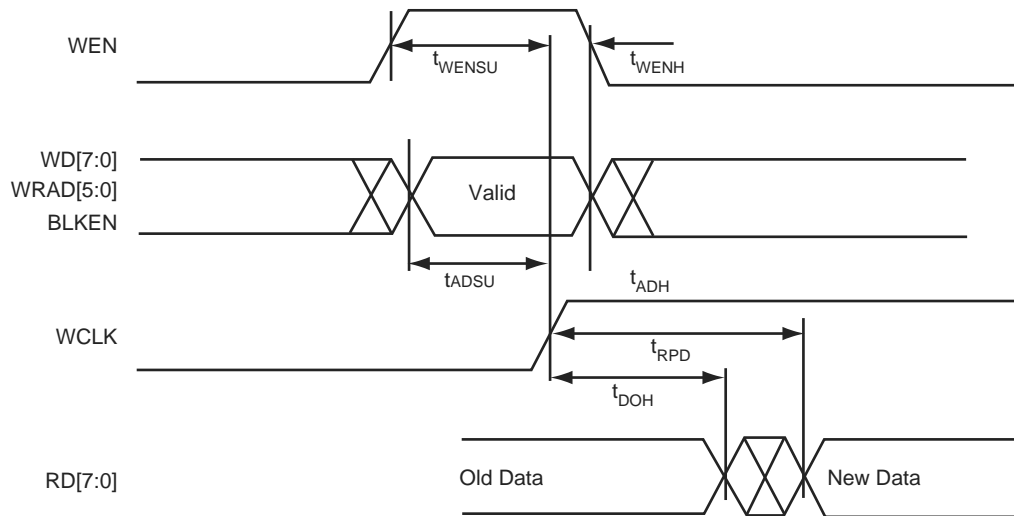 WEN
tWENSU
tWENH
WD[7:0]
WRAD[5:0]
BLKEN
Valid
tADSU
tADH
WCLK
tRPD
tDOH
RD[7:0]
Old Data
New Data